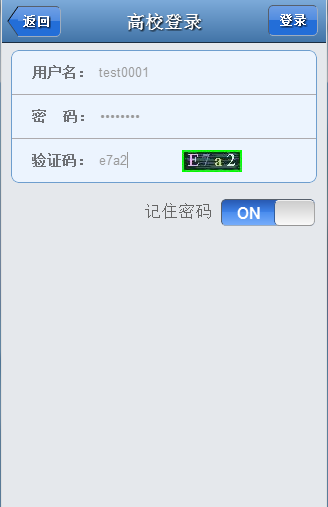 返回 高校登录 登录
用户名： test0001
密 码： ••••••••
验证码： e7a2 E7a2
记住密码 ON